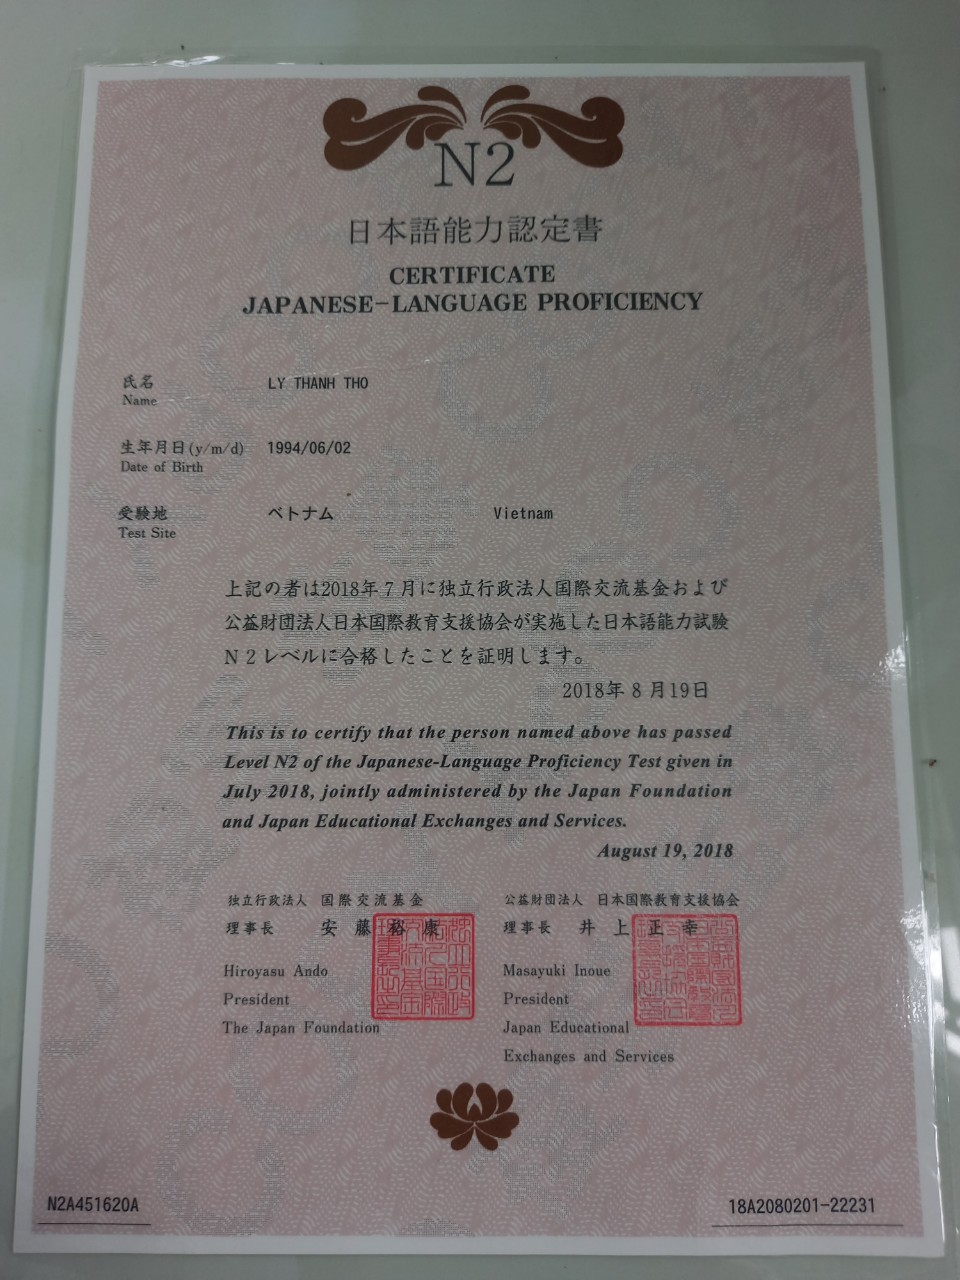 N2
日本語能力認定書
CERTIFICATE
JAPANESE-LANGUAGE PROFICIENCY
氏名 LY THANH THO
Name
生年月日(y/m/d) 1994/06/02
Date of Birth
受験地 ベトナム Vietnam
Test Site
上記の者は2018年7月に独立行政法人国際交流基金および
公益財団法人日本国際教育支援協会が実施した日本語能力試験
N2レベルに合格したことを証明します。
2018年8月19日
This is to certify that the person named above has passed
Level N2 of the Japanese-Language Proficiency Test given in
July 2018, jointly administered by the Japan Foundation
and Japan Educational Exchanges and Services.
August 19, 2018
独立行政法人 国際交流基金
理事長 安藤裕康
Hiroyasu Ando
President
The Japan Foundation
公益財団法人 日本国際教育支援協会
理事長 井上正幸
Masayuki Inoue
President
Japan Educational
Exchanges and Services
N2A451620A
18A2080201-22231